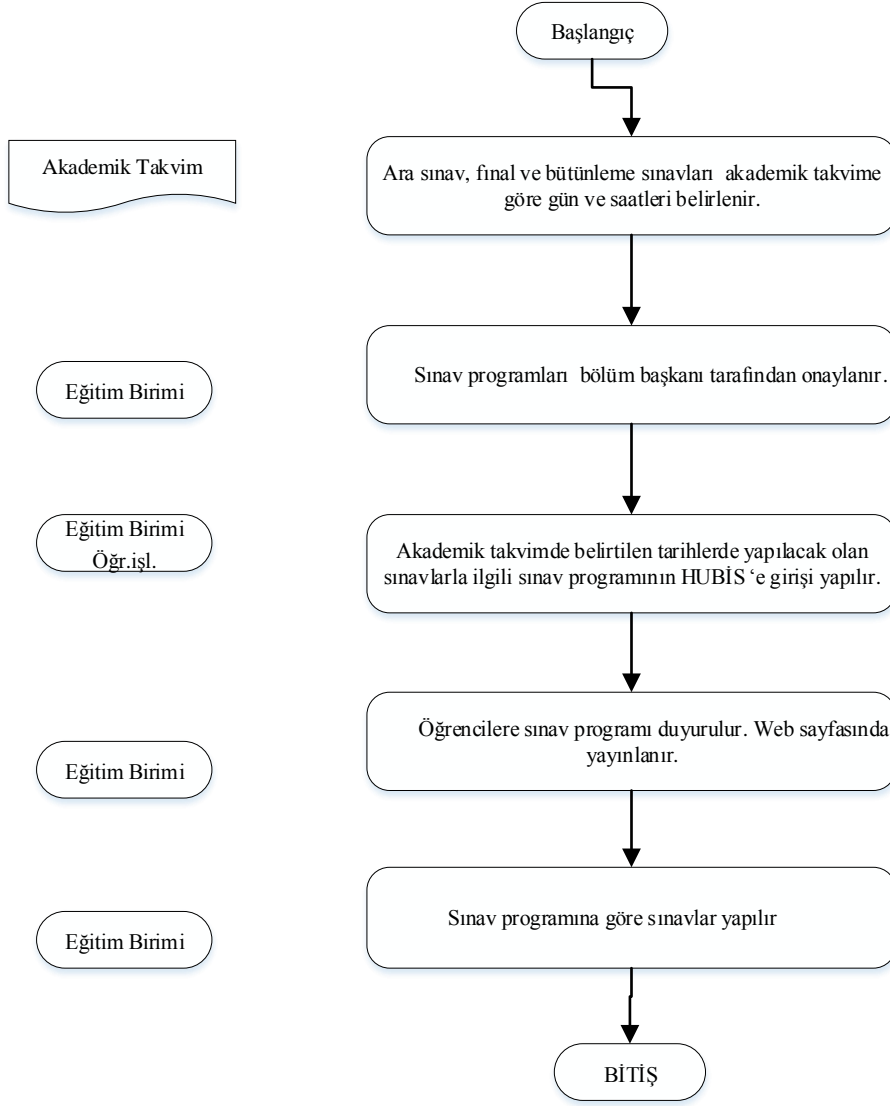 Başlangıç
Akademik Takvim
Ara sınav, final ve bütünleme sınavları akademik takvime
göre gün ve saatleri belirlenir.
Eğitim Birimi
Sınav programları bölüm başkanı tarafından onaylanır.
Eğitim Birimi
Öğr.işl.
Akademik takvimde belirtilen tarihlerde yapılacak olan
sınavlarla ilgili sınav programının HUBİS ‘e girişi yapılır.
Eğitim Birimi
Öğrencilere sınav programı duyurulur. Web sayfasında
yayınlanır.
Eğitim Birimi
Sınav programına göre sınavlar yapılır
BİTİŞ